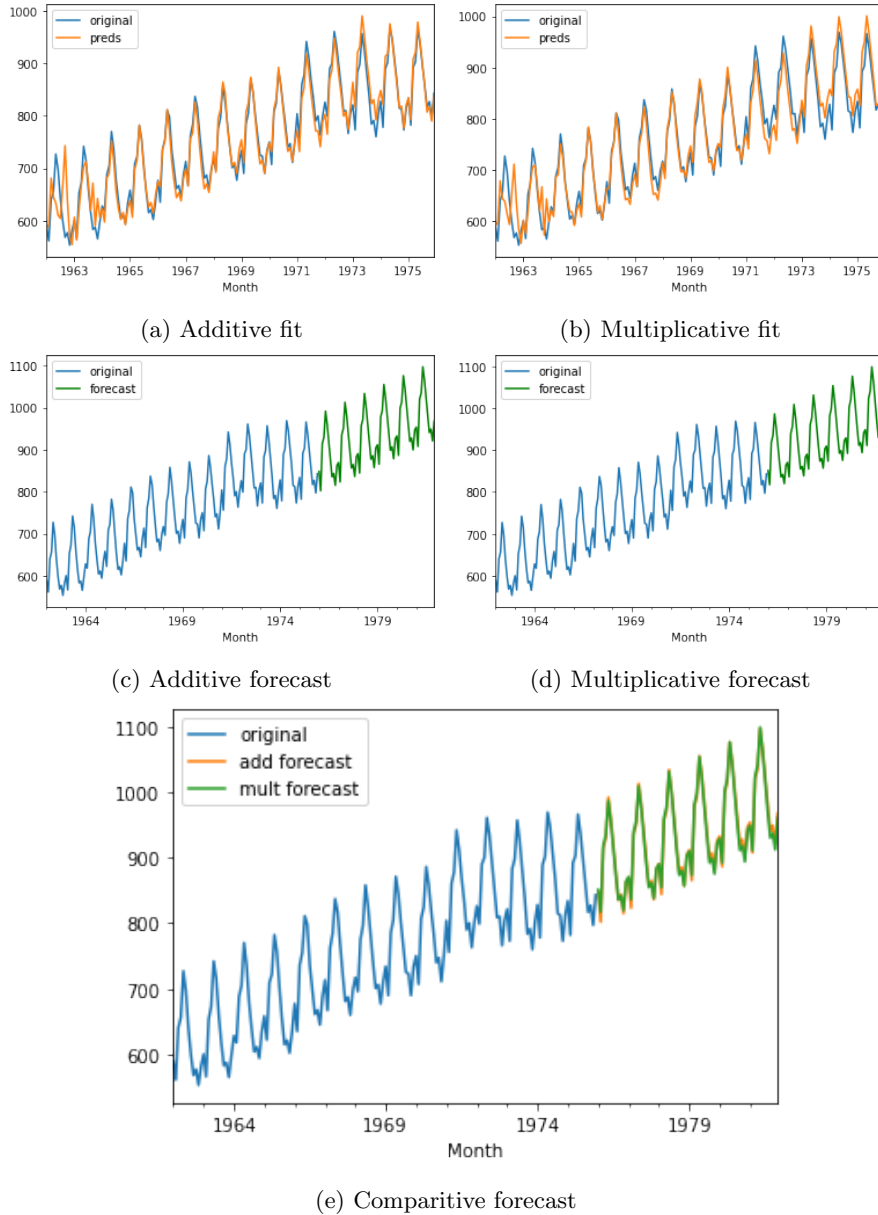 1000
900
800
700
600
original
preds
1963 1965 1967 1969 1971 1973 1975
Month
(a) Additive fit
1000
900
800
700
600
original
preds
1963 1965 1967 1969 1971 1973 1975
Month
(b) Multiplicative fit
1100
1000
900
800
700
600
original
forecast
1964 1969 1974 1979
Month
(c) Additive forecast
1100
1000
900
800
700
600
original
forecast
1964 1969 1974 1979
Month
(d) Multiplicative forecast
1100
1000
900
800
700
600
original
add forecast
mult forecast
1964 1969 1974 1979
Month
(e) Comparitive forecast